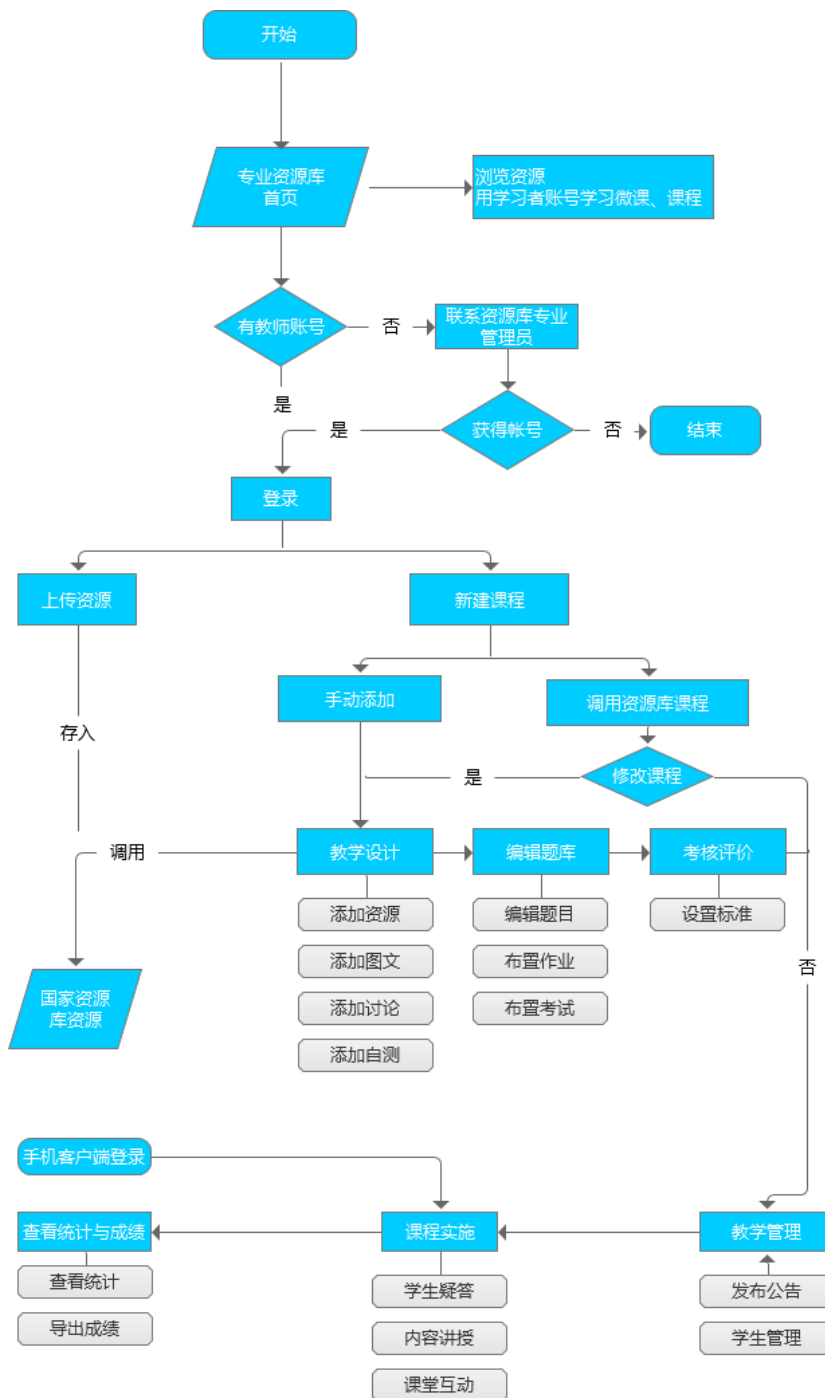 开始
专业资源库
首页
浏览资源
用学习者账号学习微课、课程
有教师账号
否
联系资源库专业
管理员
是
是
获得帐号
否
结束
登录
上传资源
新建课程
手动添加
调用资源库课程
存入
是
修改课程
调用
教学设计
编辑题库
考核评价
添加资源
编辑题目
设置标准
添加图文
布置作业
否
国家资源
库资源
添加讨论
布置考试
添加自测
手机客户端登录
查看统计与成绩
课程实施
教学管理
查看统计
学生疑答
发布公告
导出成绩
内容讲授
学生管理
课堂互动